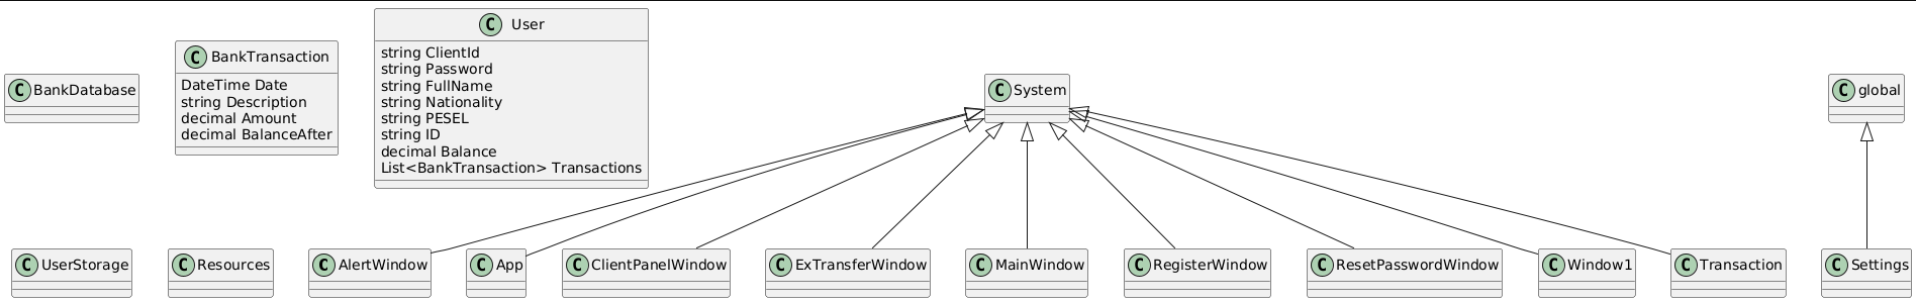 C User
string ClientId
string Password
string FullName
string Nationality
string PESEL
string ID
decimal Balance
List<BankTransaction> Transactions
C BankTransaction
DateTime Date
string Description
decimal Amount
decimal BalanceAfter
C BankDatabase
C System
C global
C UserStorage
C Resources
C AlertWindow
C App
C ClientPanelWindow
C ExTransferWindow
C MainWindow
C RegisterWindow
C ResetPasswordWindow
C Window1
C Transaction
C Settings